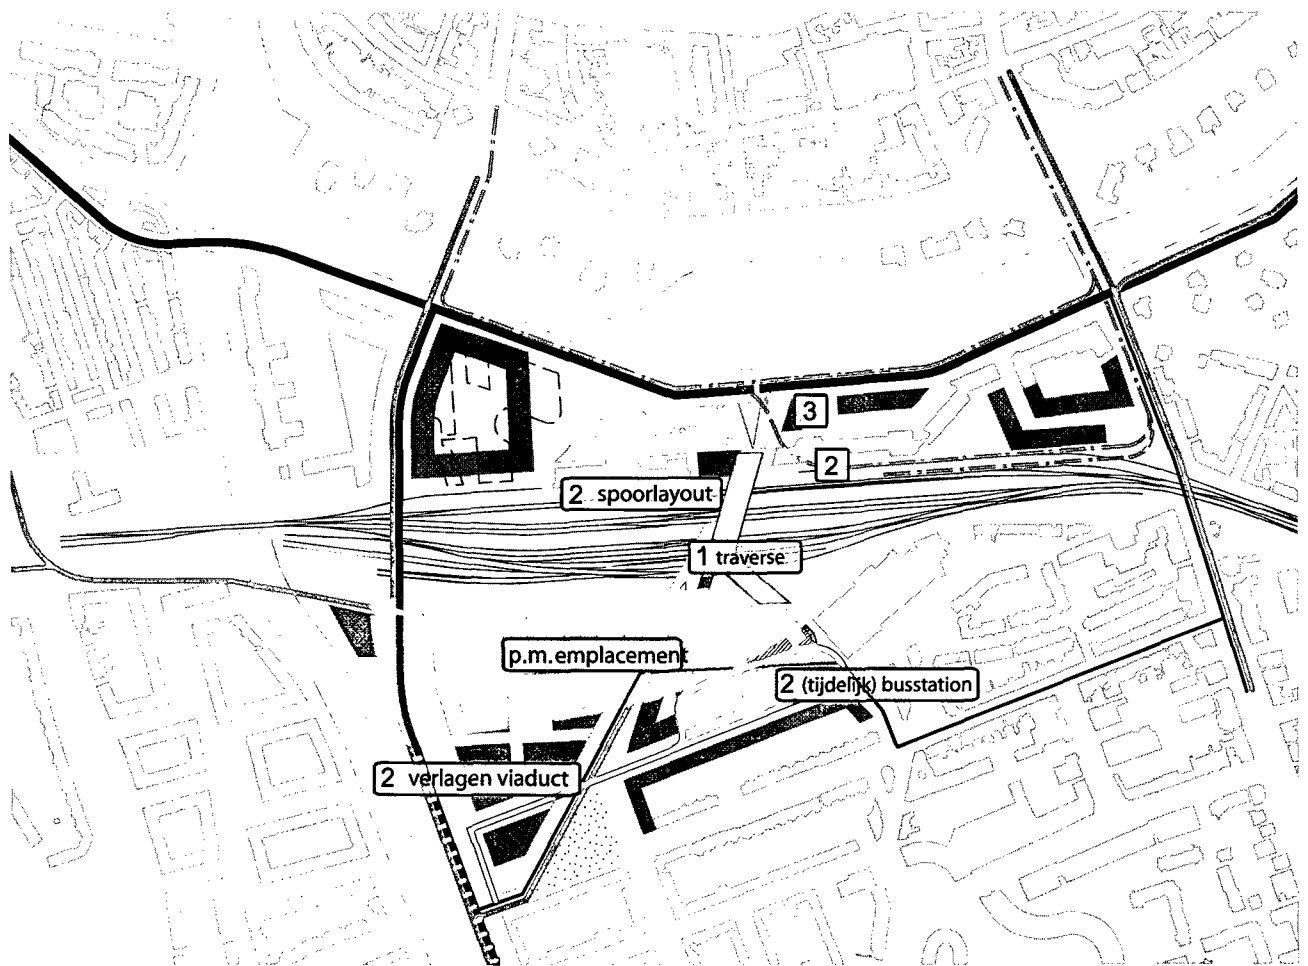 3
2
2 spoorlayout
1 traverse
p.m.emplacement
2 (tijdelijk) busstation
2 verlagen viaduct